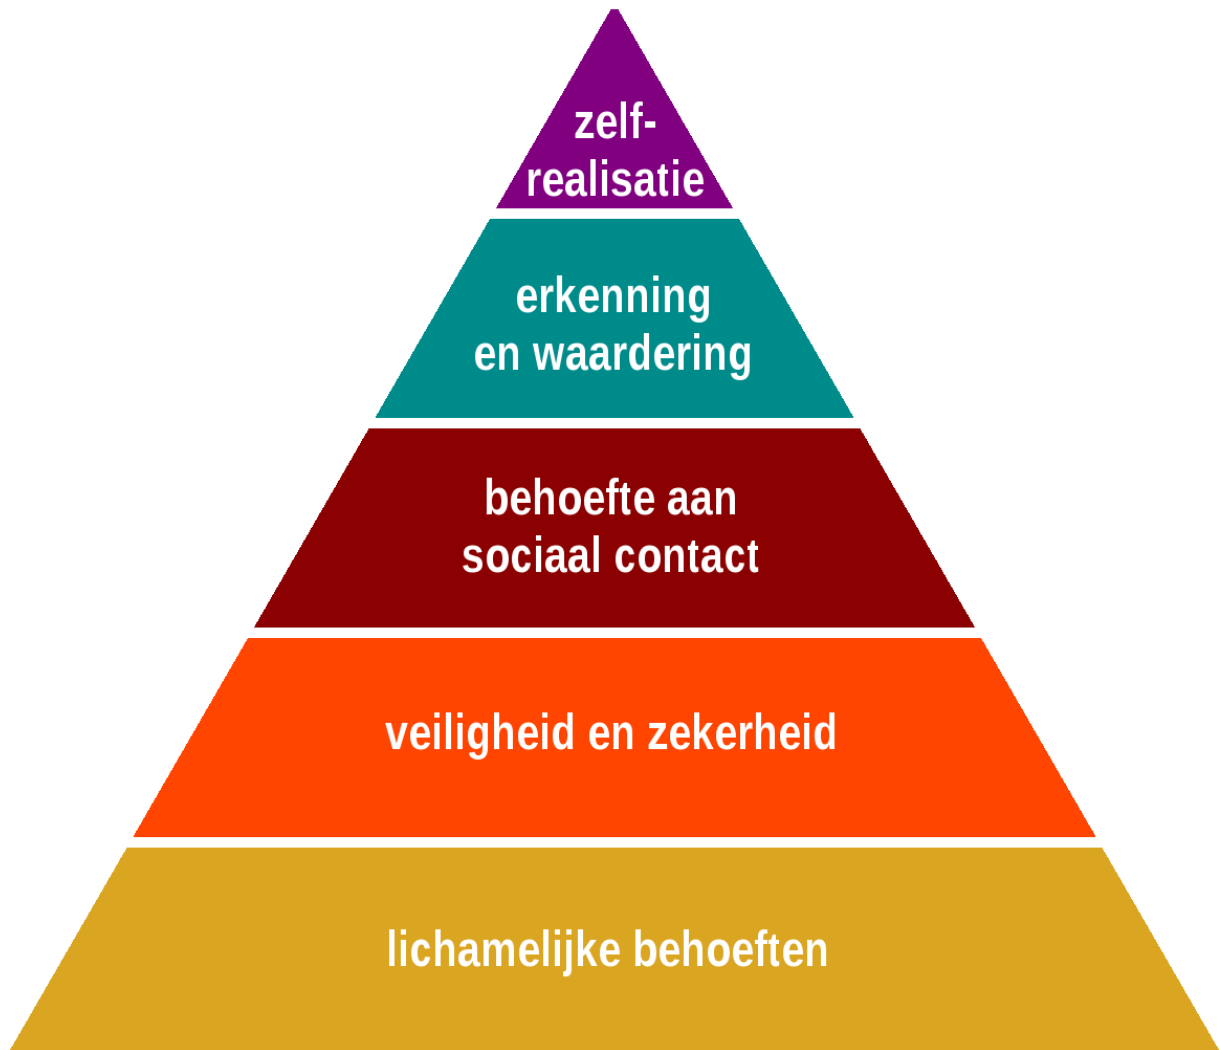 zelf-
realisatie
erkenning
en waardering
behoefte aan
sociaal contact
veiligheid en zekerheid
lichamelijke behoeften